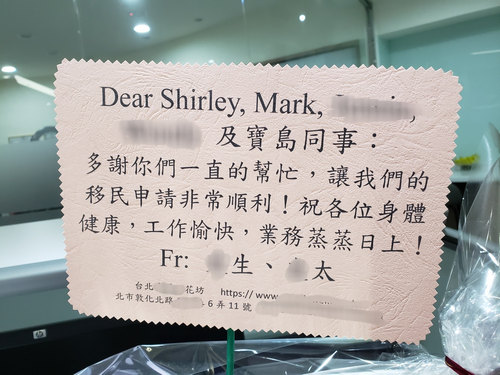 Dear Shirley, Mark,
及寶島同事：
多謝你們一直的幫忙，讓我們的
移民申請非常順利！祝各位身體
健康，工作愉快，業務蒸蒸日上！
Fr: 生、太
台北 花坊 https://www
北市敦化北路 6弄11號
hp